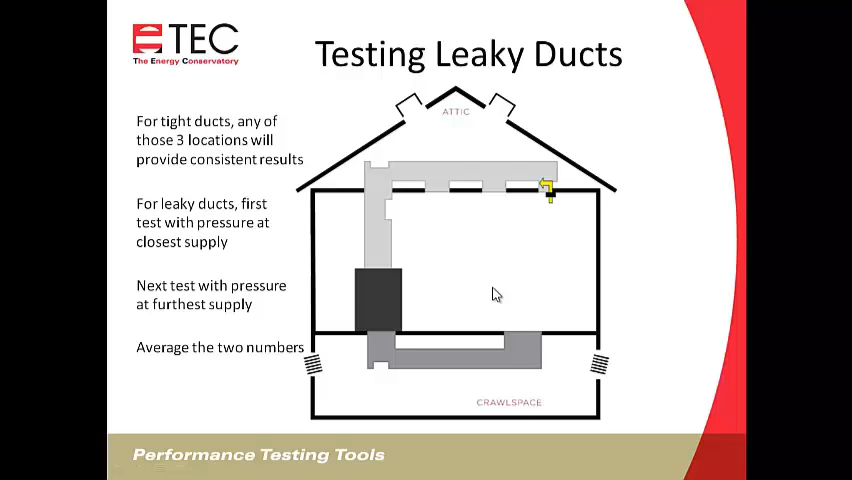 TEC
The Energy Conservatory
Testing Leaky Ducts
For tight ducts, any of
those 3 locations will
provide consistent results
For leaky ducts, first
test with pressure at
closest supply
Next test with pressure
at furthest supply
Average the two numbers
ATTIC
CRAWLSPACE
Performance Testing Tools